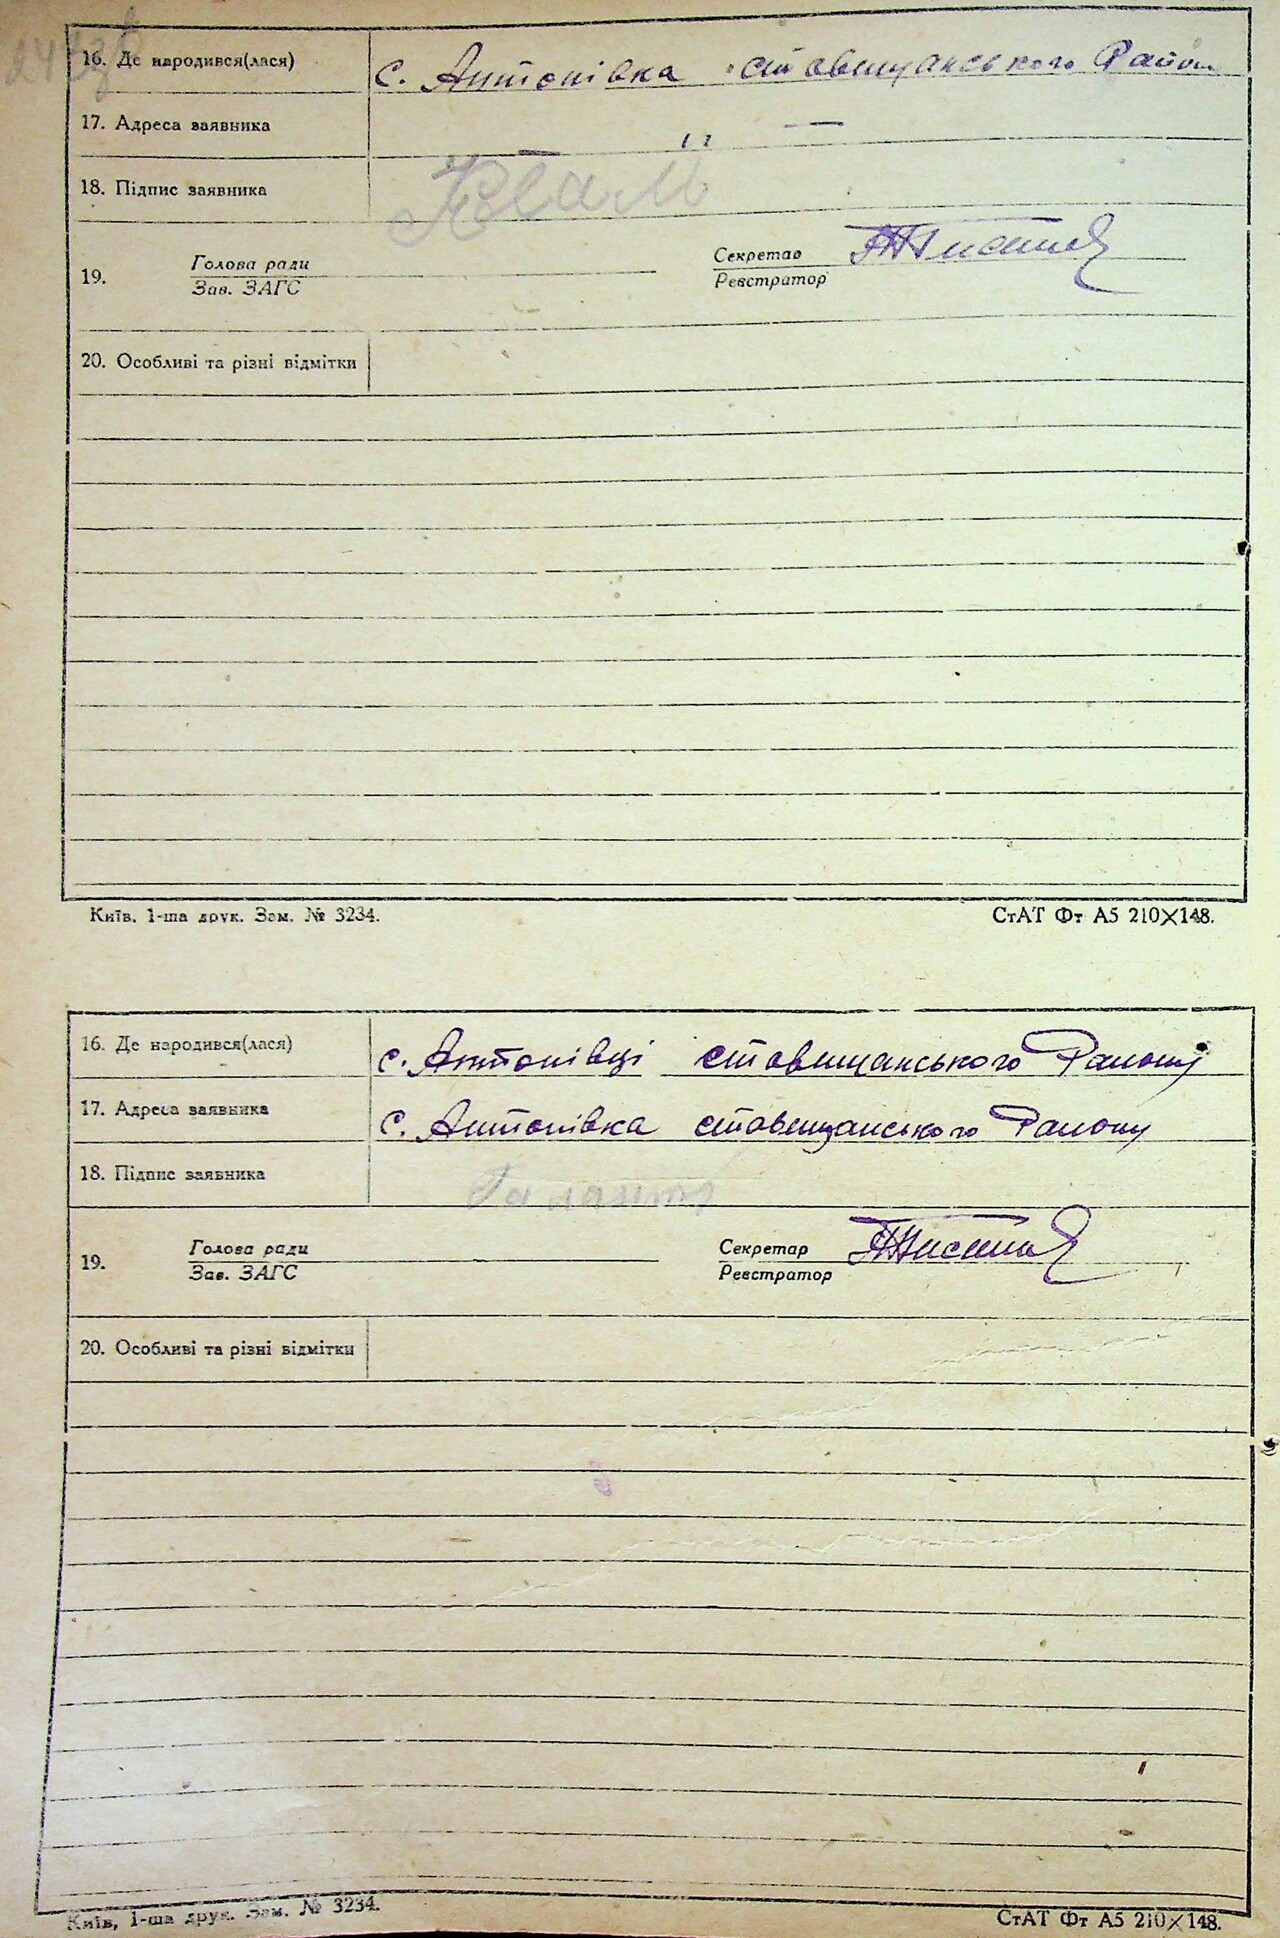 16. Де народився(лася) с. Антонівка ставищанського Район
17. Адреса заявника — " —
18. Підпис заявника
19. Голова ради Секретар
Зав. ЗАГС Реєстратор
20. Особливі та різні відмітки
Київ, 1-ша друк. Зам. № 3234. СтАТ Фт А5 210×148.
16. Де народився(лася) с. Антонівці ставищанського Району
17. Адреса заявника с. Антонівка ставищанського Району
18. Підпис заявника
19. Голова ради Секретар
Зав. ЗАГС Реєстратор
20. Особливі та різні відмітки
Київ, 1-ша друк. Зам. № 3234. СтАТ Фт А5 210×148.